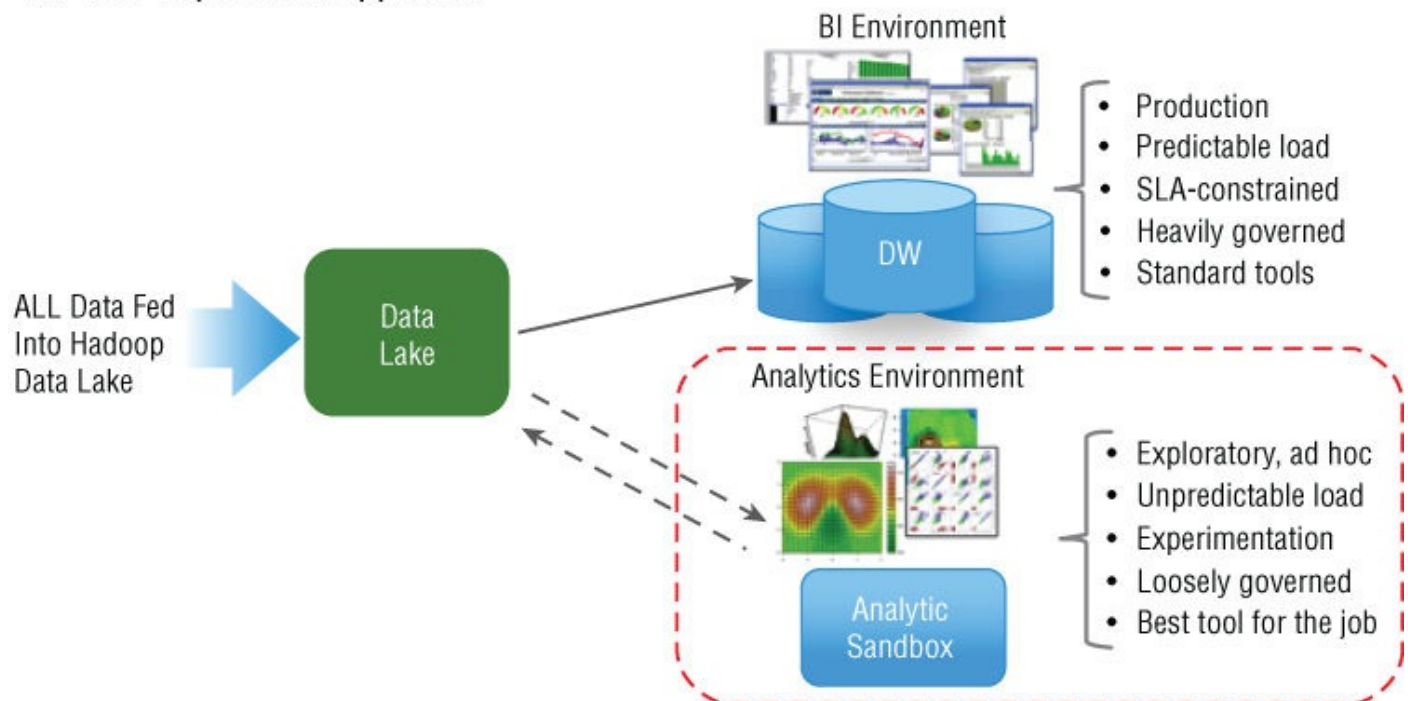 ALL Data Fed
Into Hadoop
Data Lake
Data
Lake
BI Environment
DW
• Production
• Predictable load
• SLA-constrained
• Heavily governed
• Standard tools
Analytics Environment
Analytic
Sandbox
• Exploratory, ad hoc
• Unpredictable load
• Experimentation
• Loosely governed
• Best tool for the job